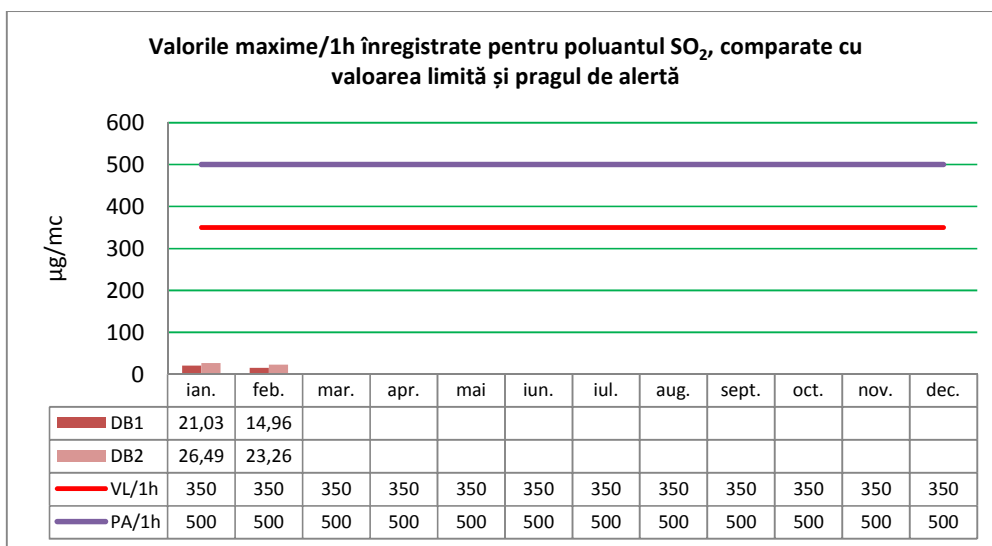 Valorile maxime/1h înregistrate pentru poluantul SO₂, comparate cu
valoarea limită și pragul de alertă
600
500
400
300
200
100
0
µg/mc
ian. feb. mar. apr. mai iun. iul. aug. sept. oct. nov. dec.
DB1 21,03 14,96
DB2 26,49 23,26
VL/1h 350 350 350 350 350 350 350 350 350 350 350 350
PA/1h 500 500 500 500 500 500 500 500 500 500 500 500